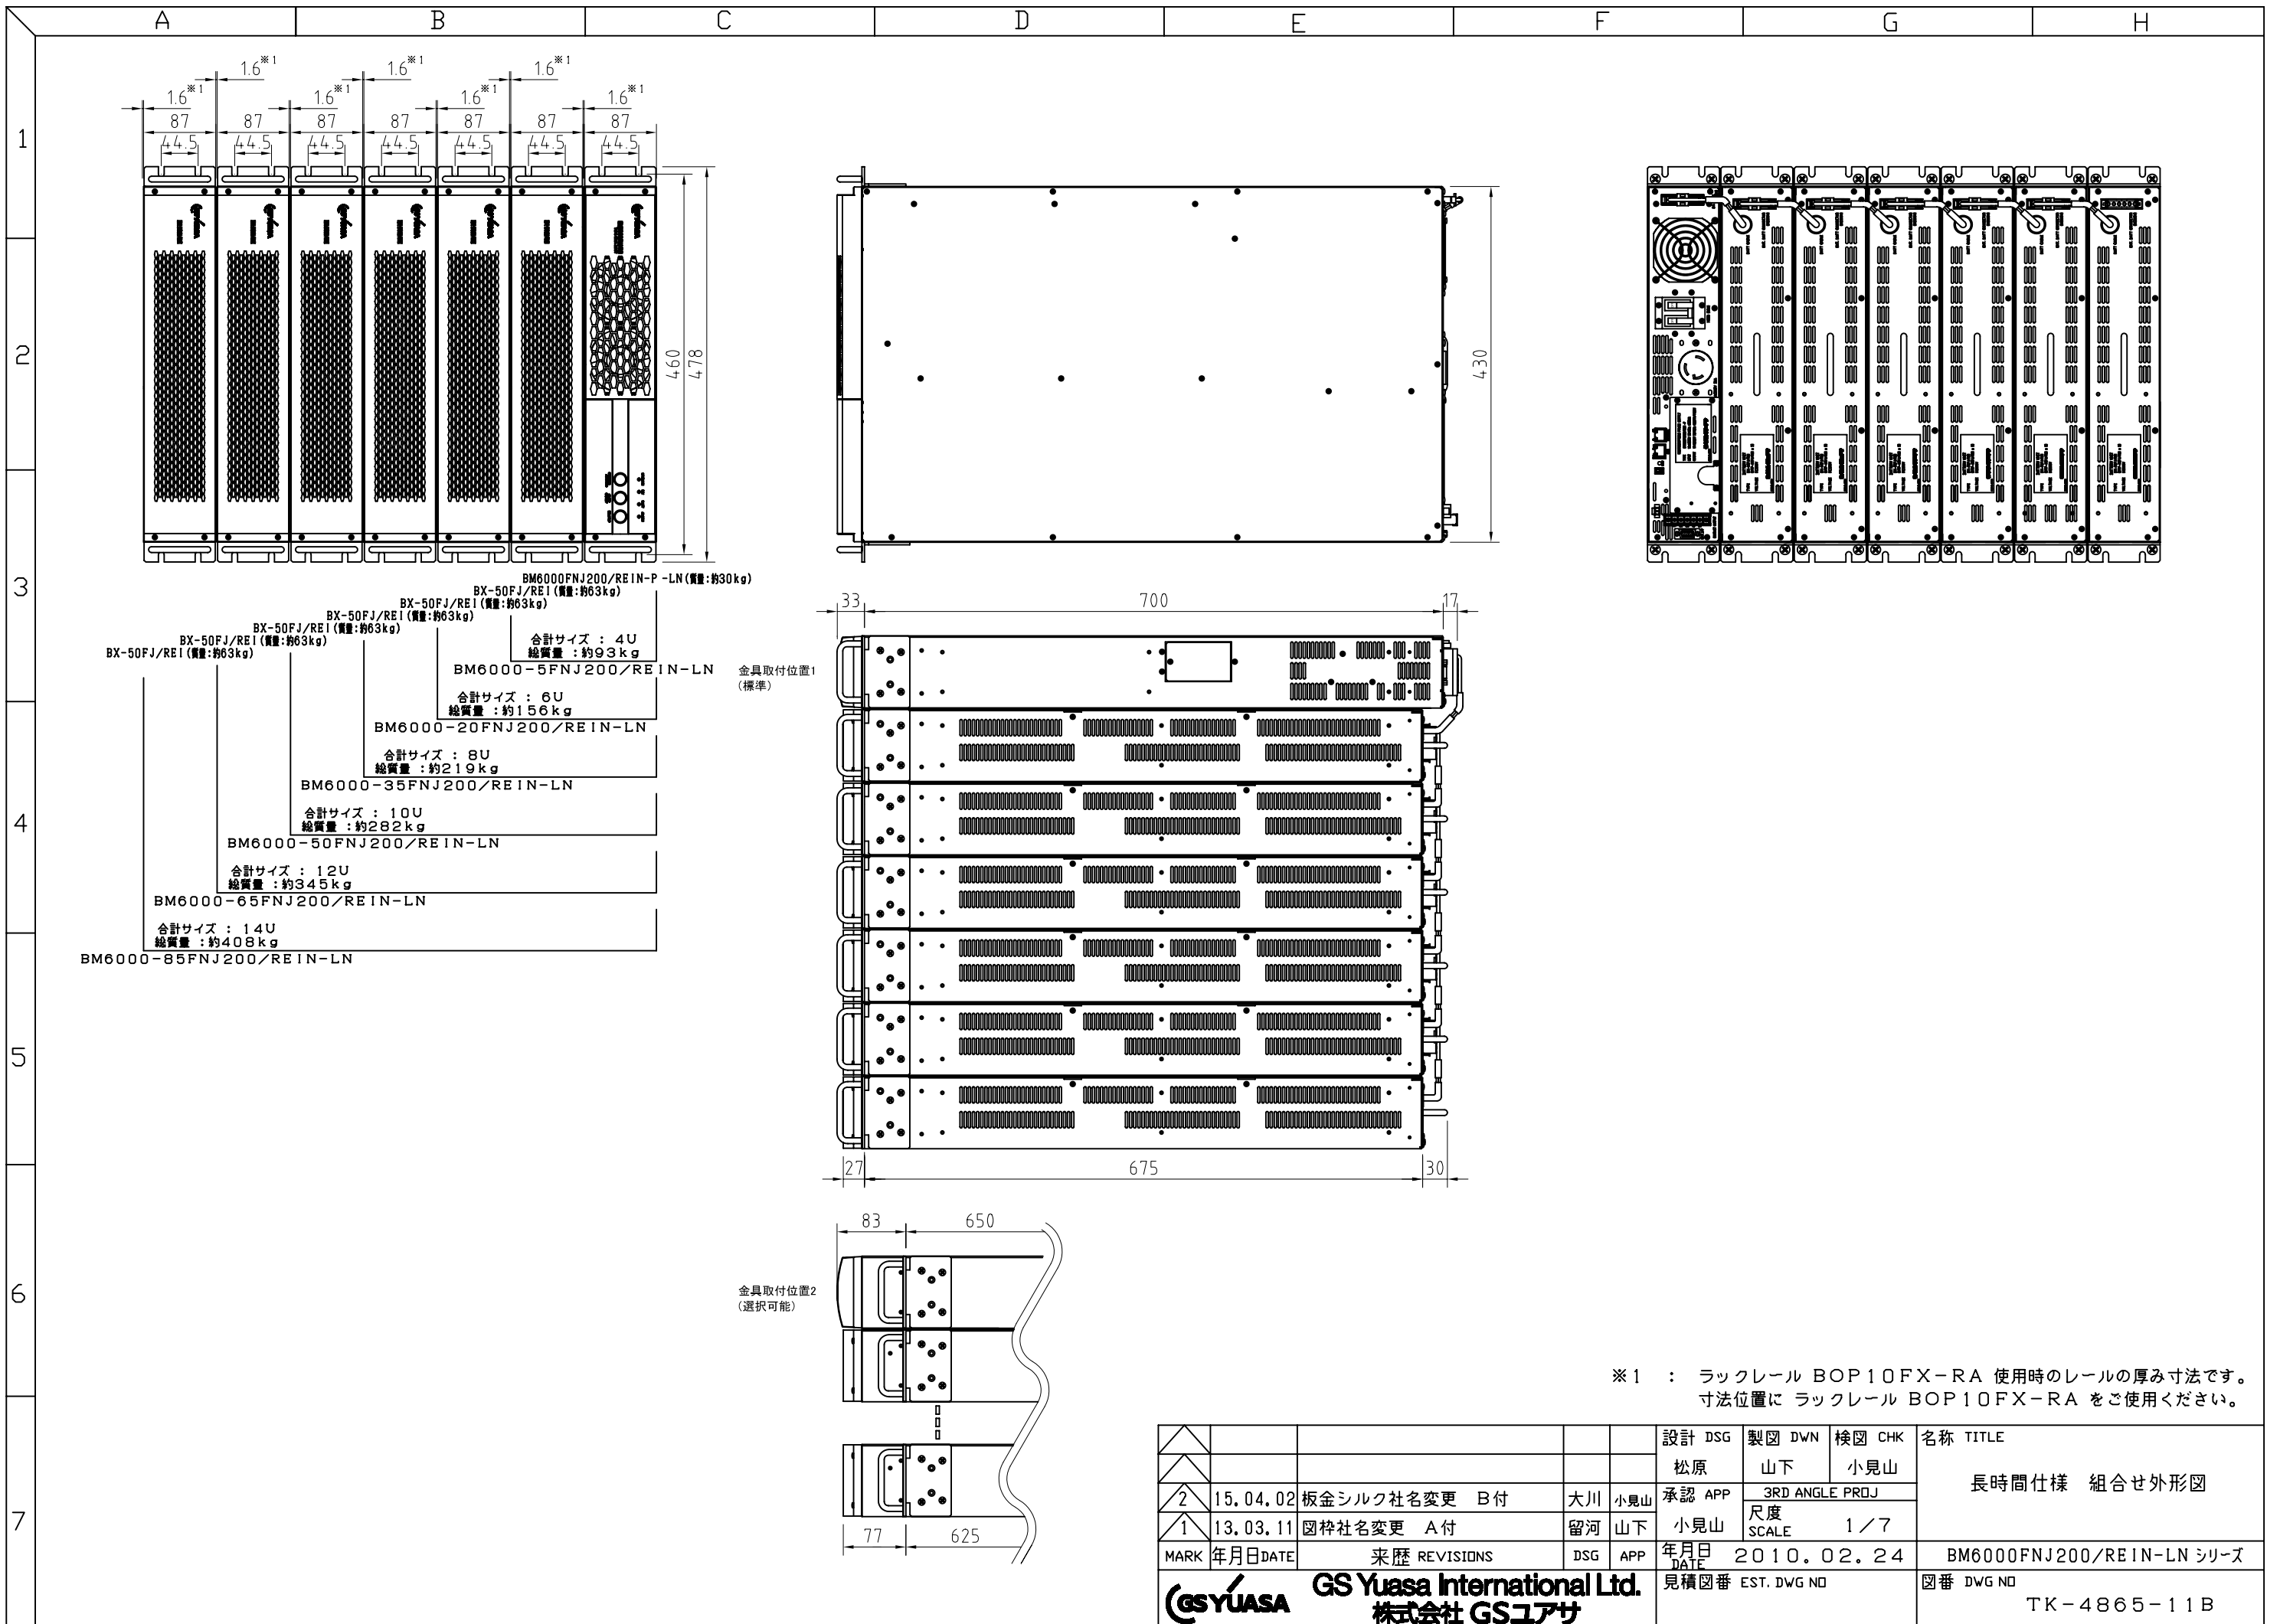 A B C D E F G H
1
2
3
4
5
6
7
1.6※1 1.6※1 1.6※1
1.6※1 1.6※1 1.6※1 1.6※1
87 87 87 87 87 87 87
44.5 44.5 44.5 44.5 44.5 44.5 44.5
460
478
430
BM6000FNJ200/REIN-P-LN(質量:約30kg)
BX-50FJ/REI(質量:約63kg)
BX-50FJ/REI(質量:約63kg)
BX-50FJ/REI(質量:約63kg)
BX-50FJ/REI(質量:約63kg)
BX-50FJ/REI(質量:約63kg)
BX-50FJ/REI(質量:約63kg)
合計サイズ : 4U
総質量 :約93kg
BM6000-5FNJ200/REIN-LN
合計サイズ : 6U
総質量 :約156kg
BM6000-20FNJ200/REIN-LN
合計サイズ : 8U
総質量 :約219kg
BM6000-35FNJ200/REIN-LN
合計サイズ : 10U
総質量 :約282kg
BM6000-50FNJ200/REIN-LN
合計サイズ : 12U
総質量 :約345kg
BM6000-65FNJ200/REIN-LN
合計サイズ : 14U
総質量 :約408kg
BM6000-85FNJ200/REIN-LN
33 700 17
金具取付位置1
(標準)
27 675 30
83 650
金具取付位置2
(選択可能)
77 625
※1 : ラックレール BOP10FX-RA 使用時のレールの厚み寸法です。
寸法位置に ラックレール BOP10FX-RA をご使用ください。
設計 DSG 製図 DWN 検図 CHK 名称 TITLE
松原 山下 小見山
長時間仕様 組合せ外形図
2 15.04.02 板金シルク社名変更 B付 大川 小見山 承認 APP 3RD ANGLE PROJ
1 13.03.11 図枠社名変更 A付 留河 山下 小見山 尺度 SCALE 1/7
MARK 年月日DATE 来歴 REVISIONS DSG APP 年月日 DATE 2010.02.24 BM6000FNJ200/REIN-LN シリーズ
GS YUASA GS Yuasa International Ltd. 見積図番 EST. DWG NO 図番 DWG NO
株式会社 GSユアサ TK-4865-11B